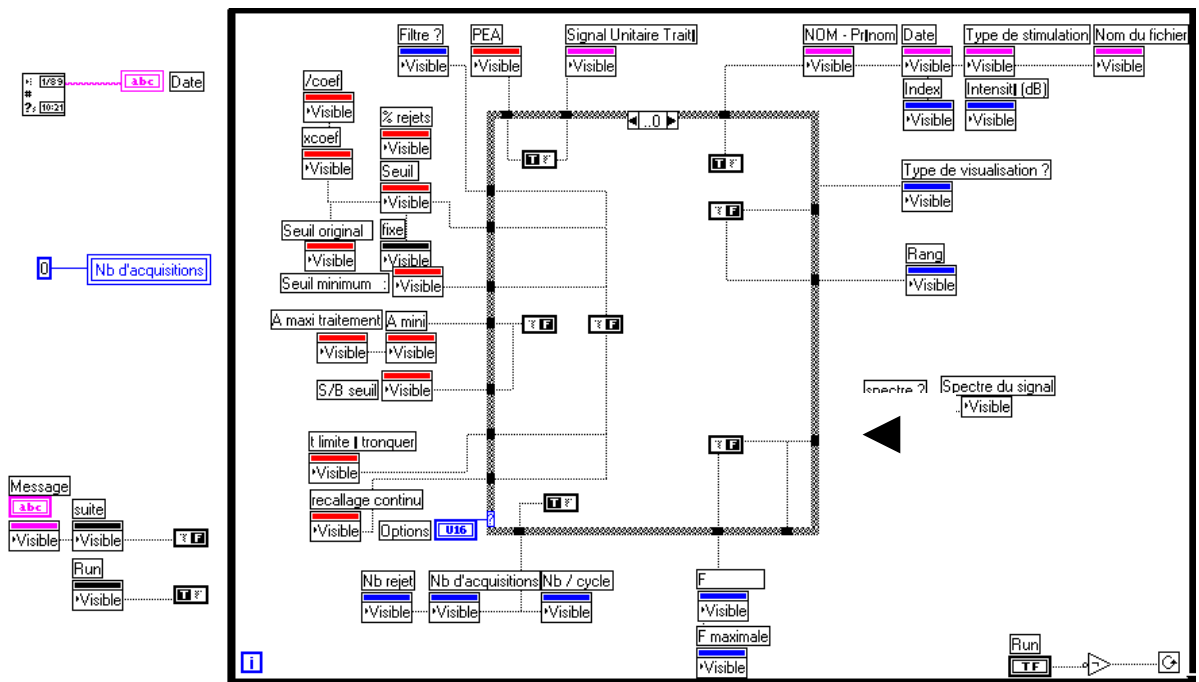 Filtre ?
▸Visible
PEA
▸Visible
Signal Unitaire Trait
▸Visible
NOM - Prnom
▸Visible
Date
▸Visible
Type de stimulation
▸Visible
Nom du fichier
▸Visible
1/89
#
?: 10:21
abc
Date
/coef
▸Visible
Index
▸Visible
Intensit (dB)
▸Visible
% rejets
▸Visible
..0
xcoef
▸Visible
T F
T F
Seuil
▸Visible
Type de visualisation ?
▸Visible
T F
Seuil original
▸Visible
fixe
▸Visible
0
Nb d'acquisitions
Rang
▸Visible
Seuil minimum :
▸Visible
A maxi traitement
▸Visible
A mini
▸Visible
T F
T F
S/B seuil
▸Visible
spectre ?
Spectre du signal
▸Visible
t limite tronquer
▸Visible
T F
Message
abc
▸Visible
suite
▸Visible
T F
recallage continu
▸Visible
Options
U16
?
T F
Run
▸Visible
T F
Nb rejet
▸Visible
Nb d'acquisitions
▸Visible
Nb / cycle
▸Visible
F
▸Visible
F maximale
▸Visible
i
Run
TF